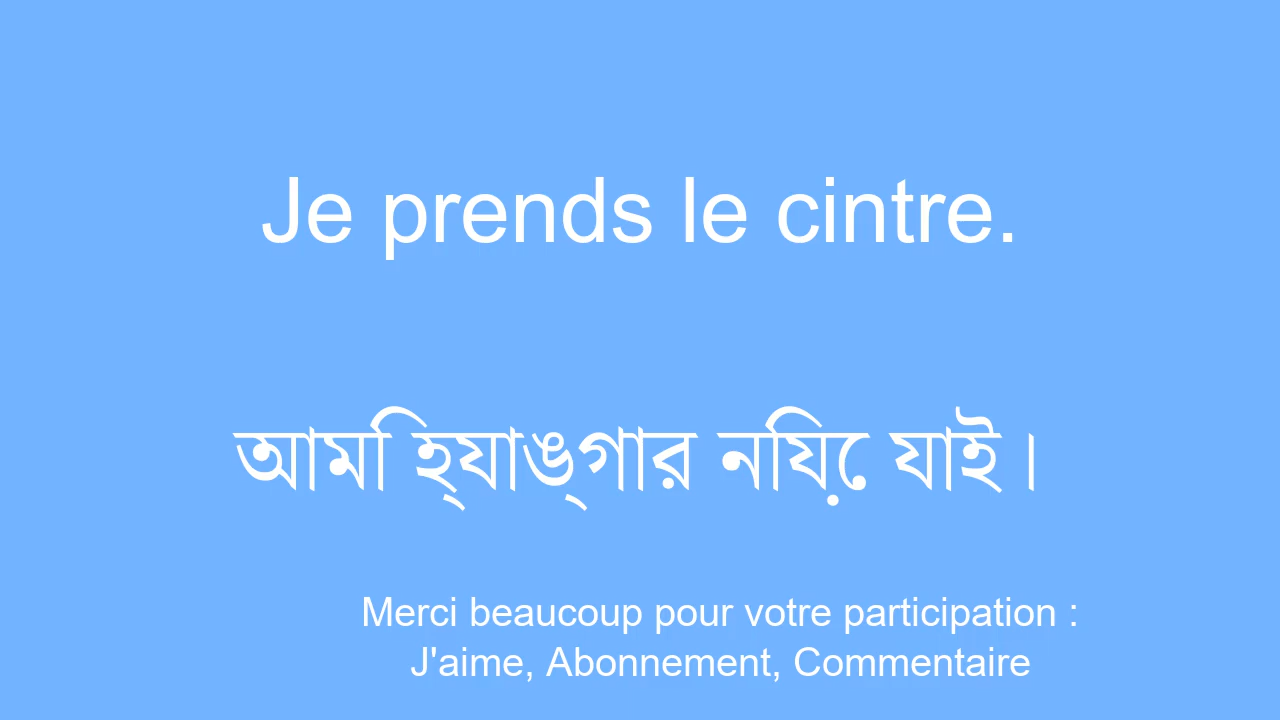 Je prends le cintre.
আমি হ্যাঙ্গার নিয়ে যাই।
Merci beaucoup pour votre participation :
J'aime, Abonnement, Commentaire